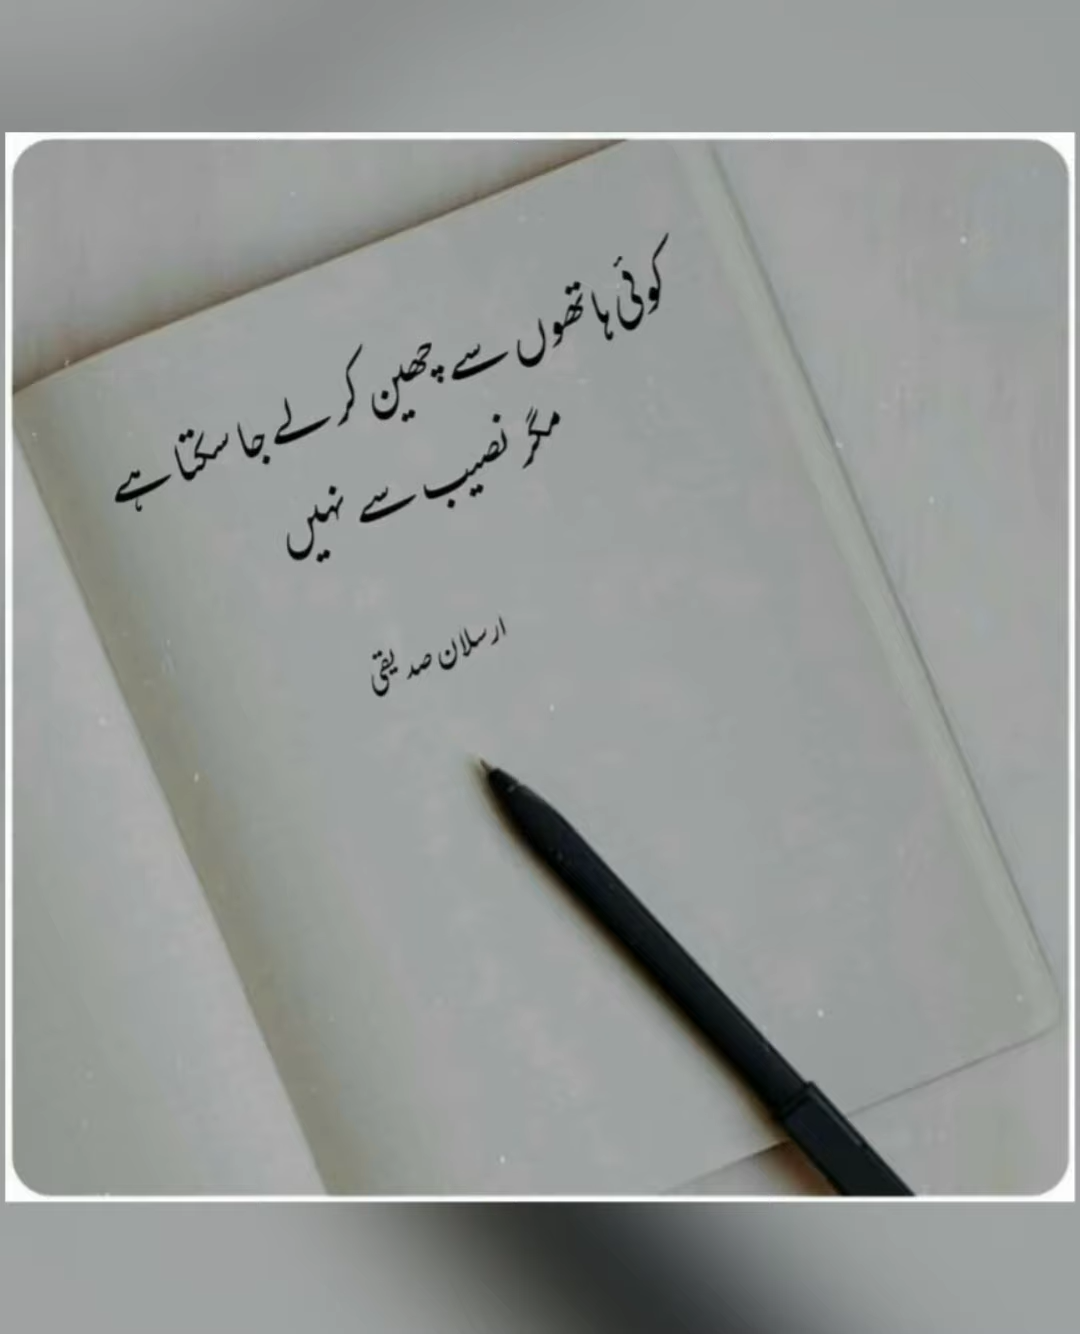 کوئی ہاتھوں سے چھین کر لے جا سکتا ہے
مگر نصیب سے نہیں
ارسلان صدیقی